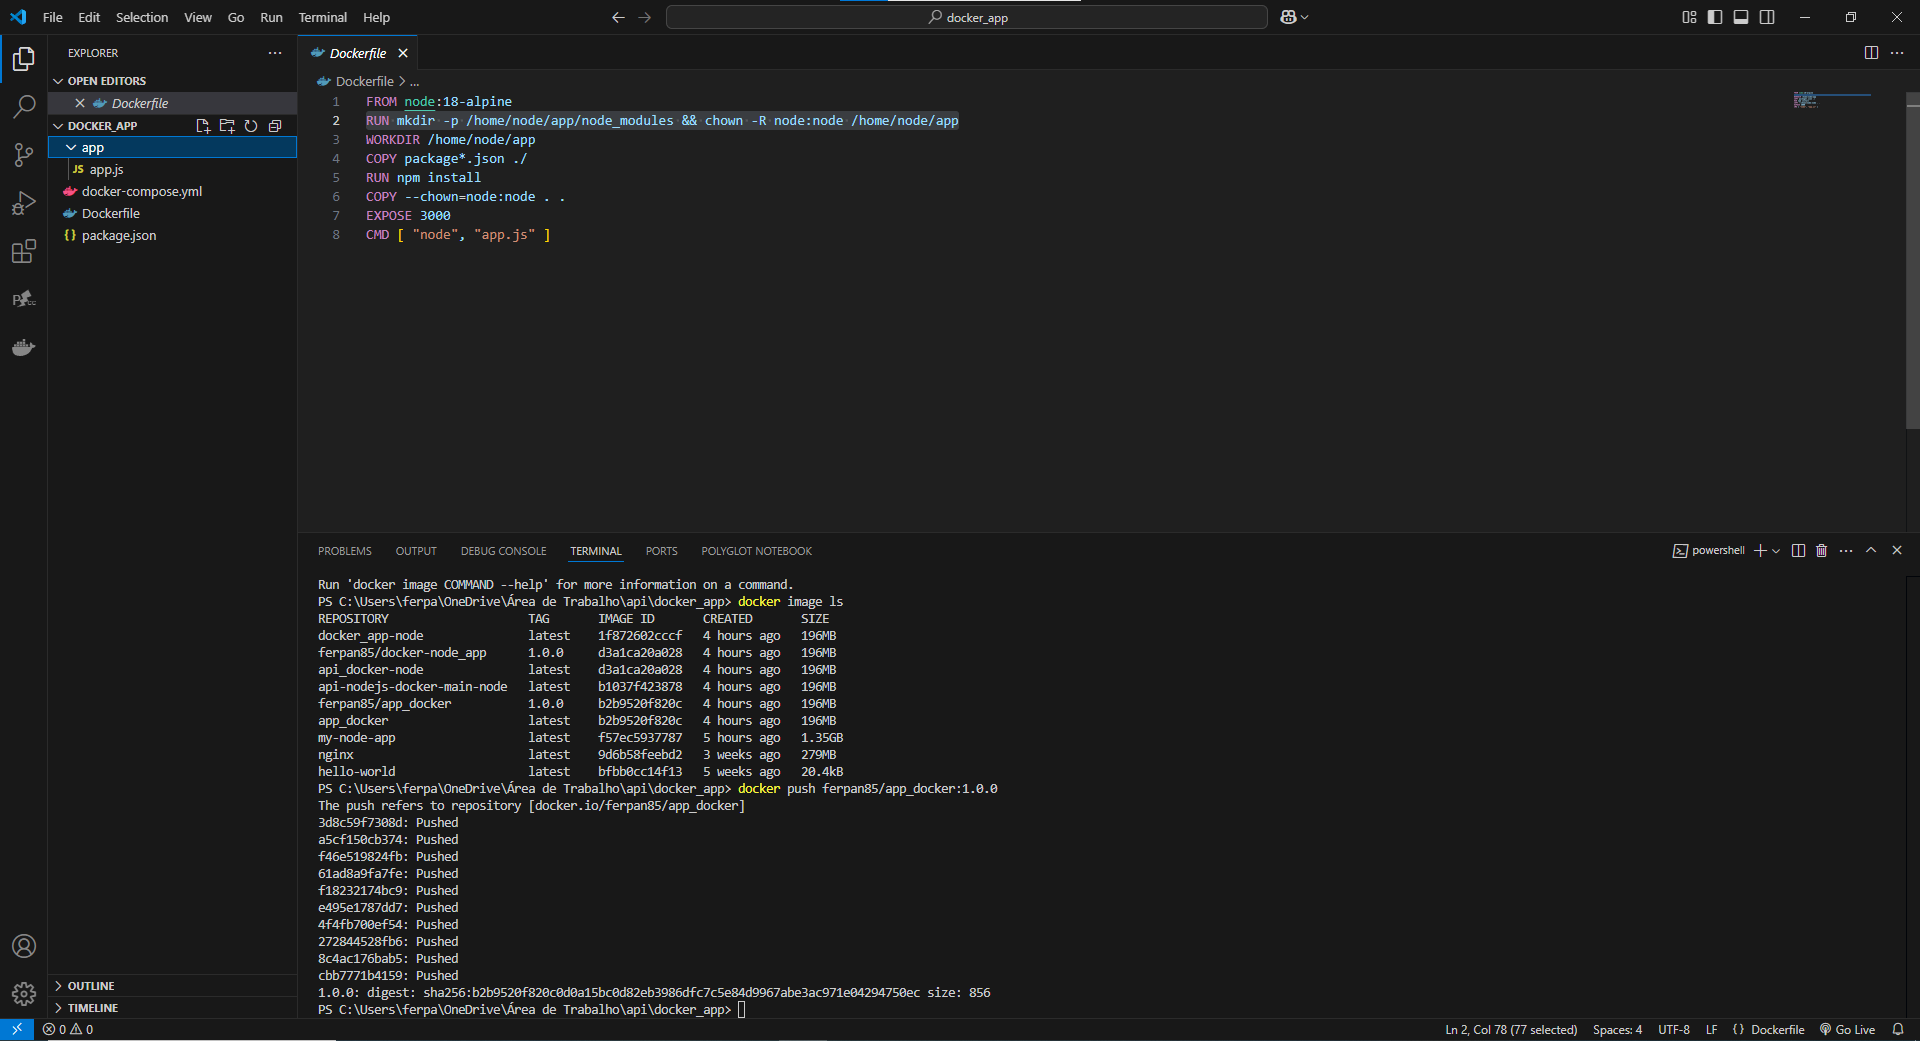 File Edit Selection View Go Run Terminal Help
docker_app
EXPLORER
OPEN EDITORS
Dockerfile
DOCKER_APP
app
JS app.js
docker-compose.yml
Dockerfile
{} package.json
OUTLINE
TIMELINE
Dockerfile
Dockerfile > ...
1 FROM node:18-alpine
2 RUN mkdir -p /home/node/app/node_modules && chown -R node:node /home/node/app
3 WORKDIR /home/node/app
4 COPY package*.json ./
5 RUN npm install
6 COPY --chown=node:node . .
7 EXPOSE 3000
8 CMD [ "node", "app.js" ]
PROBLEMS OUTPUT DEBUG CONSOLE TERMINAL PORTS POLYGLOT NOTEBOOK
powershell
Run 'docker image COMMAND --help' for more information on a command.
PS C:\Users\ferpa\OneDrive\Área de Trabalho\api\docker_app> docker image ls
REPOSITORY TAG IMAGE ID CREATED SIZE
docker_app-node latest 1f872602cccf 4 hours ago 196MB
ferpan85/docker-node_app 1.0.0 d3a1ca20a028 4 hours ago 196MB
api_docker-node latest d3a1ca20a028 4 hours ago 196MB
api-nodejs-docker-main-node latest b1037f423878 4 hours ago 196MB
ferpan85/app_docker 1.0.0 b2b9520f820c 4 hours ago 196MB
app_docker latest b2b9520f820c 4 hours ago 196MB
my-node-app latest f57ec5937787 5 hours ago 1.35GB
nginx latest 9d6b58feebd2 3 weeks ago 279MB
hello-world latest bfbb0cc14f13 5 weeks ago 20.4kB
PS C:\Users\ferpa\OneDrive\Área de Trabalho\api\docker_app> docker push ferpan85/app_docker:1.0.0
The push refers to repository [docker.io/ferpan85/app_docker]
3d8c59f7308d: Pushed
a5cf150cb374: Pushed
f46e519824fb: Pushed
61ad8a9fa7fe: Pushed
f18232174bc9: Pushed
e495e1787dd7: Pushed
4f4fb700ef54: Pushed
272844528fb6: Pushed
8c4ac176bab5: Pushed
cbb7771b4159: Pushed
1.0.0: digest: sha256:b2b9520f820c0d0a15bc0d82eb3986dfc7c5e84d9967abe3ac971e04294750ec size: 856
PS C:\Users\ferpa\OneDrive\Área de Trabalho\api\docker_app>
0 0
Ln 2, Col 78 (77 selected) Spaces: 4 UTF-8 LF {} Dockerfile Go Live